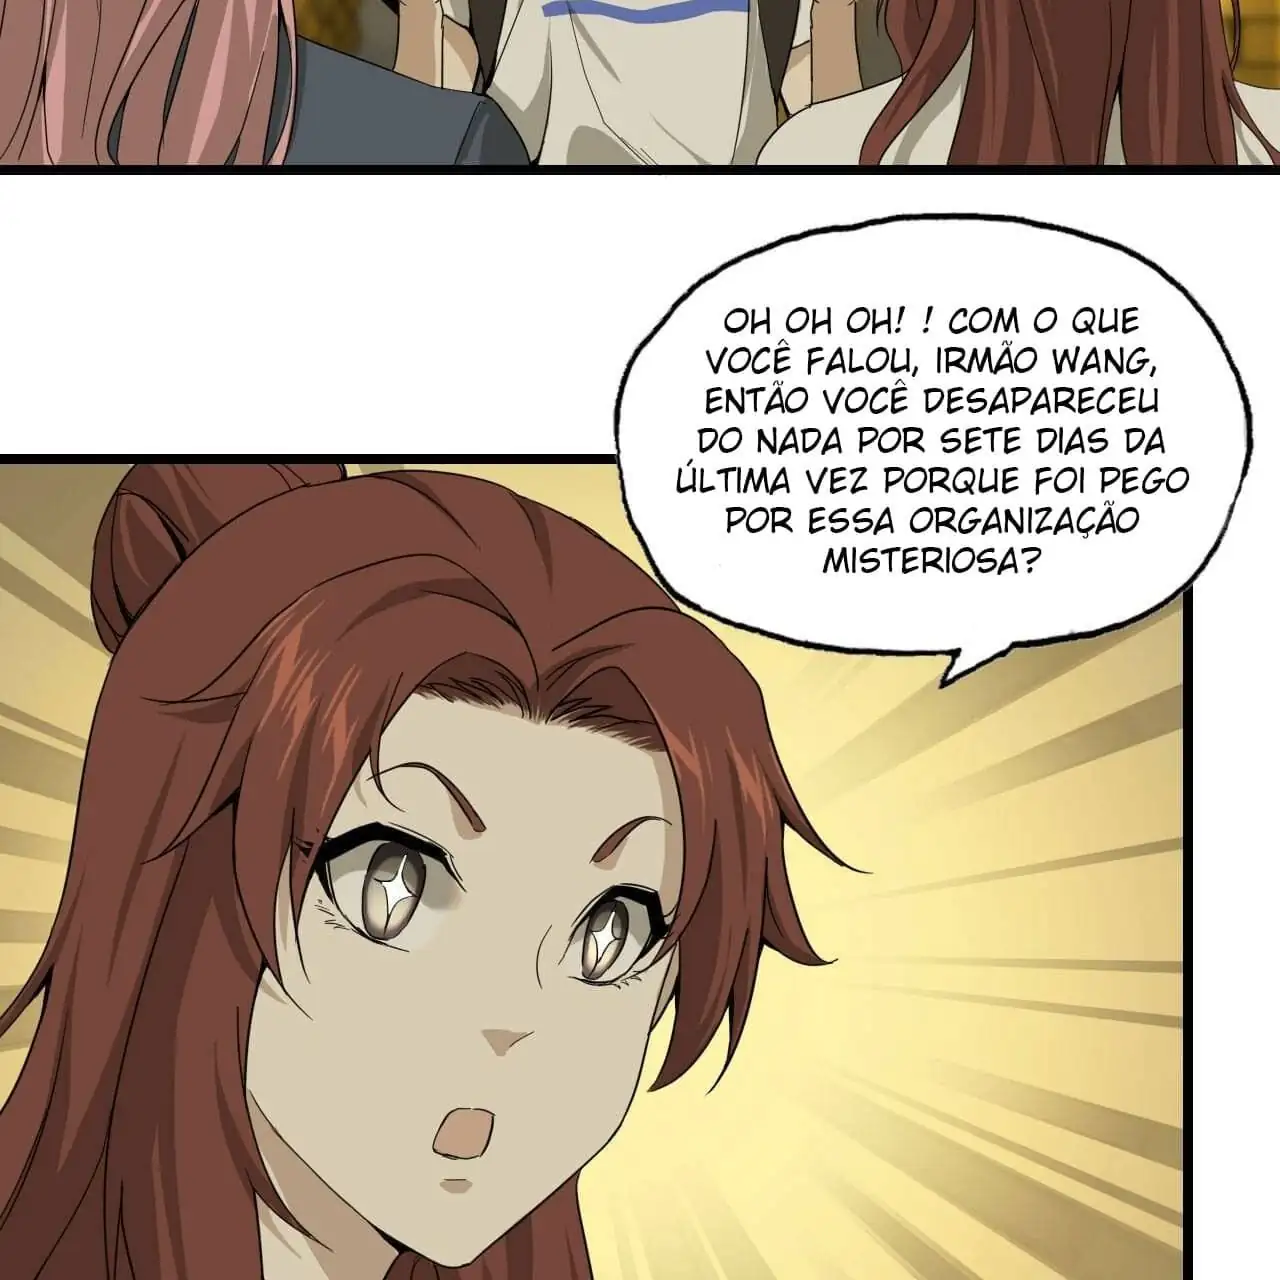 OH OH OH! ! COM O QUE
VOCÊ FALOU, IRMÃO WANG,
ENTÃO VOCÊ DESAPARECEU
DO NADA POR SETE DIAS DA
ÚLTIMA VEZ PORQUE FOI PEGO
POR ESSA ORGANIZAÇÃO
MISTERIOSA?